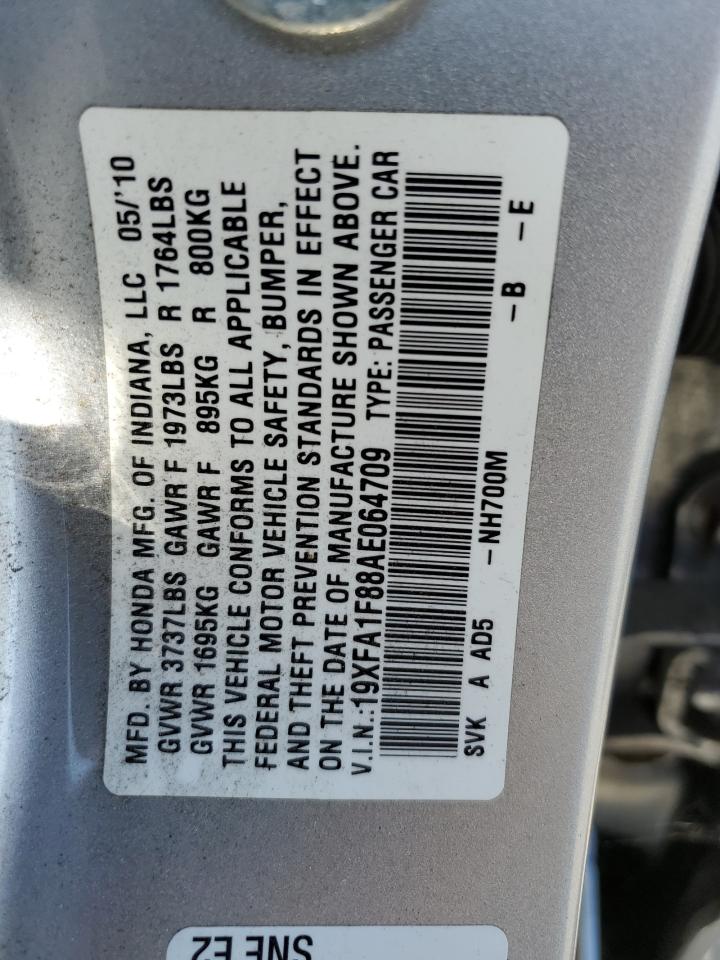 MFD. BY HONDA MFG. OF INDIANA, LLC 05/'10
GVWR 3737LBS GAWR F 1973LBS R 1764LBS
GVWR 1695KG GAWR F 895KG R 800KG
THIS VEHICLE CONFORMS TO ALL APPLICABLE
FEDERAL MOTOR VEHICLE SAFETY, BUMPER,
AND THEFT PREVENTION STANDARDS IN EFFECT
ON THE DATE OF MANUFACTURE SHOWN ABOVE.
V.I.N.:19XFA1F88AE064709 TYPE: PASSENGER CAR
SVK A AD5 -NH700M -B -E
SNE E2